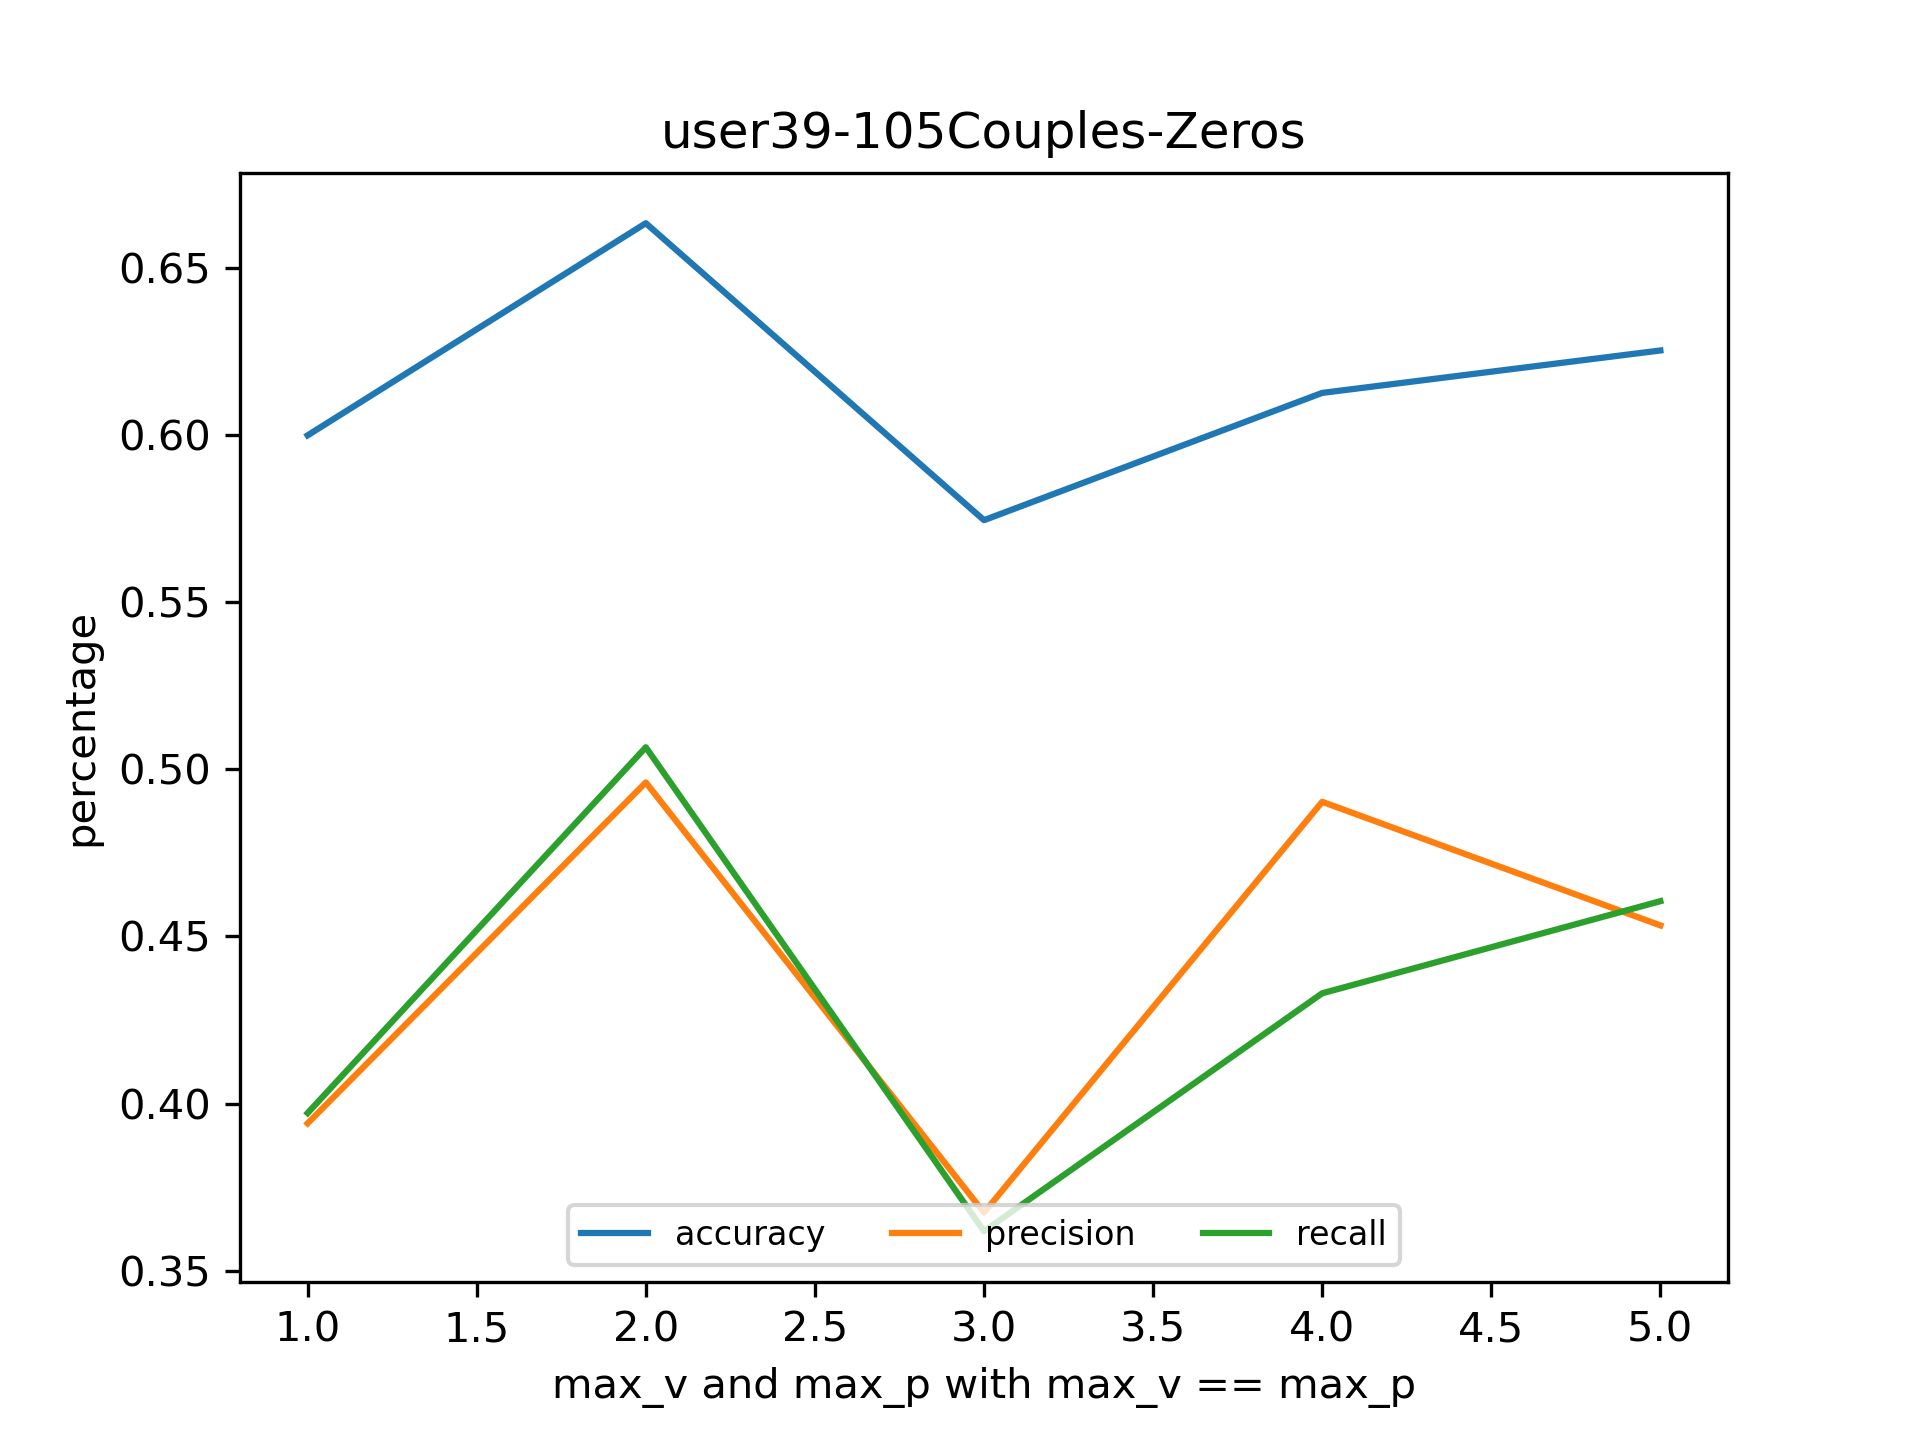 user39-105Couples-Zeros
percentage
0.65
0.60
0.55
0.50
0.45
0.40
0.35
accuracy precision recall
1.0 1.5 2.0 2.5 3.0 3.5 4.0 4.5 5.0
max_v and max_p with max_v == max_p